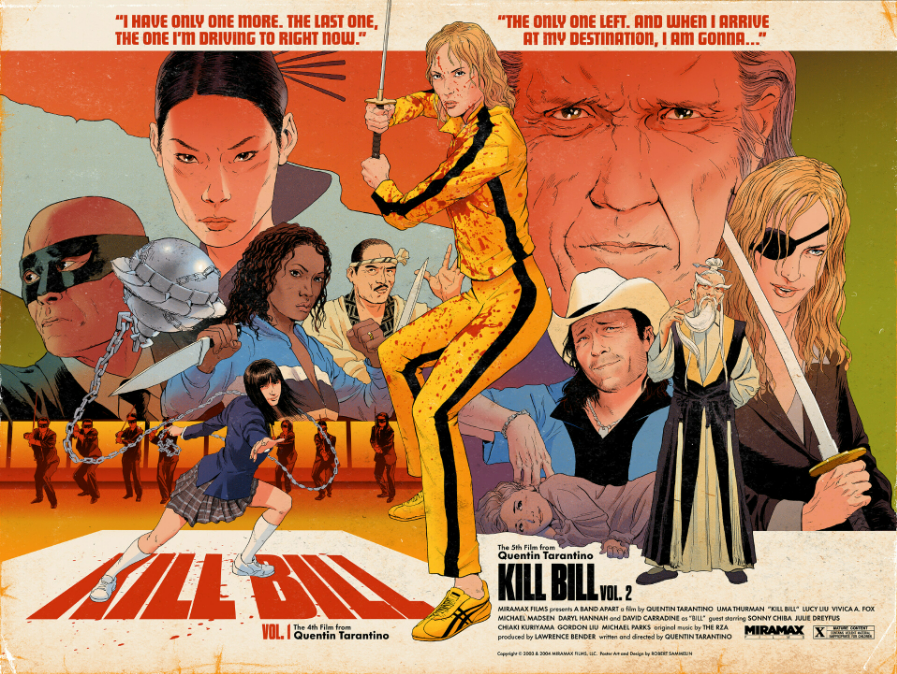 “I HAVE ONLY ONE MORE. THE LAST ONE,
THE ONE I'M DRIVING TO RIGHT NOW.”
“THE ONLY ONE LEFT. AND WHEN I ARRIVE
AT MY DESTINATION, I AM GONNA...”
KILL BILL
VOL. 1 The 4th Film from
Quentin Tarantino
The 5th Film from
Quentin Tarantino
KILL BILL VOL. 2
MIRAMAX FILMS presents A BAND APART a film by QUENTIN TARANTINO UMA THURMAN "KILL BILL" LUCY LIU VIVICA A. FOX
MICHAEL MADSEN DARYL HANNAH and DAVID CARRADINE as "BILL" guest starring SONNY CHIBA JULIE DREYFUS
CHIAKI KURIYAMA GORDON LIU MICHAEL PARKS original music by THE RZA
produced by LAWRENCE BENDER written and directed by QUENTIN TARANTINO
MIRAMAX
X MATURE CONTENT
Copyright © 2003 & 2004 MIRAMAX FILMS, LLC. Poster Art and Design by ROBERT SAMMELIN